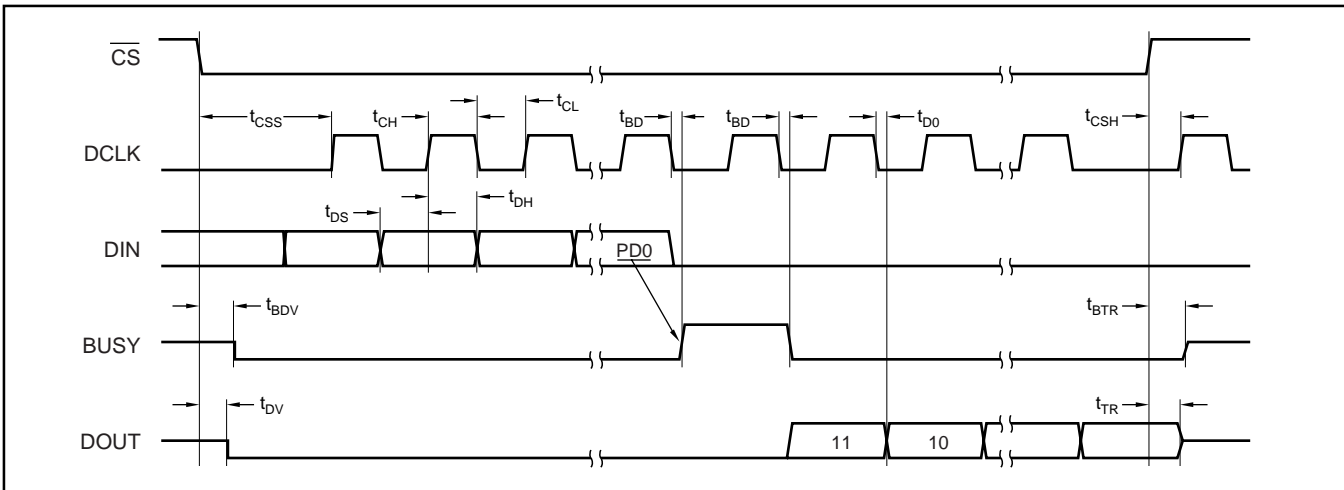 CS
tCSS
tCH
tCL
tBD
tBD
tD0
tCSH
DCLK
tDS
tDH
DIN
PD0
tBDV
tBTR
BUSY
tDV
tTR
DOUT
11
10